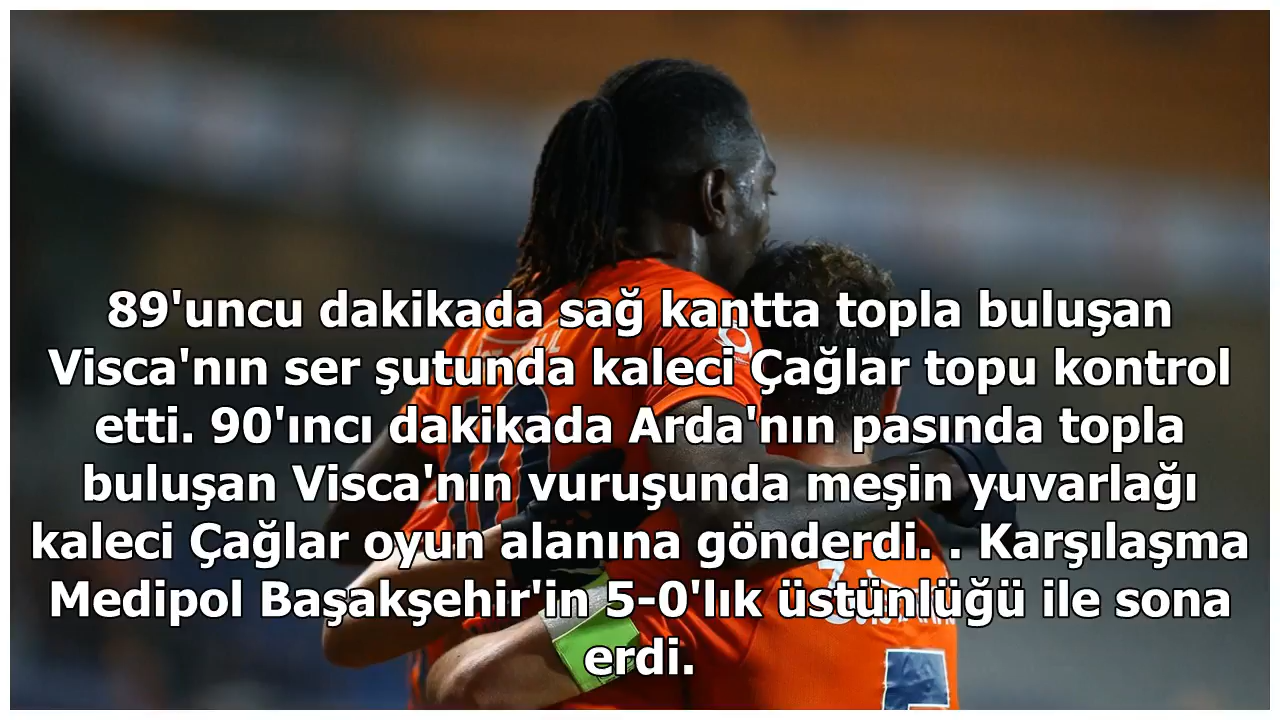 89'uncu dakikada sağ kantta topla buluşan
Visca'nın ser şutunda kaleci Çağlar topu kontrol
etti. 90'ıncı dakikada Arda'nın pasında topla
buluşan Visca'nın vuruşunda meşin yuvarlağı
kaleci Çağlar oyun alanına gönderdi. . Karşılaşma
Medipol Başakşehir'in 5-0'lık üstünlüğü ile sona
erdi.